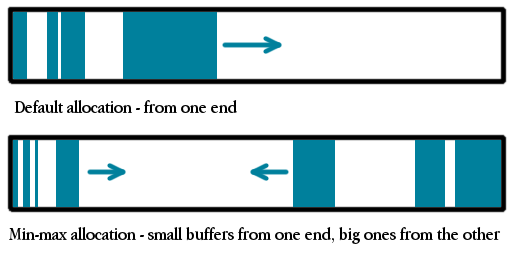 Default allocation - from one end
Min-max allocation - small buffers from one end, big ones from the other